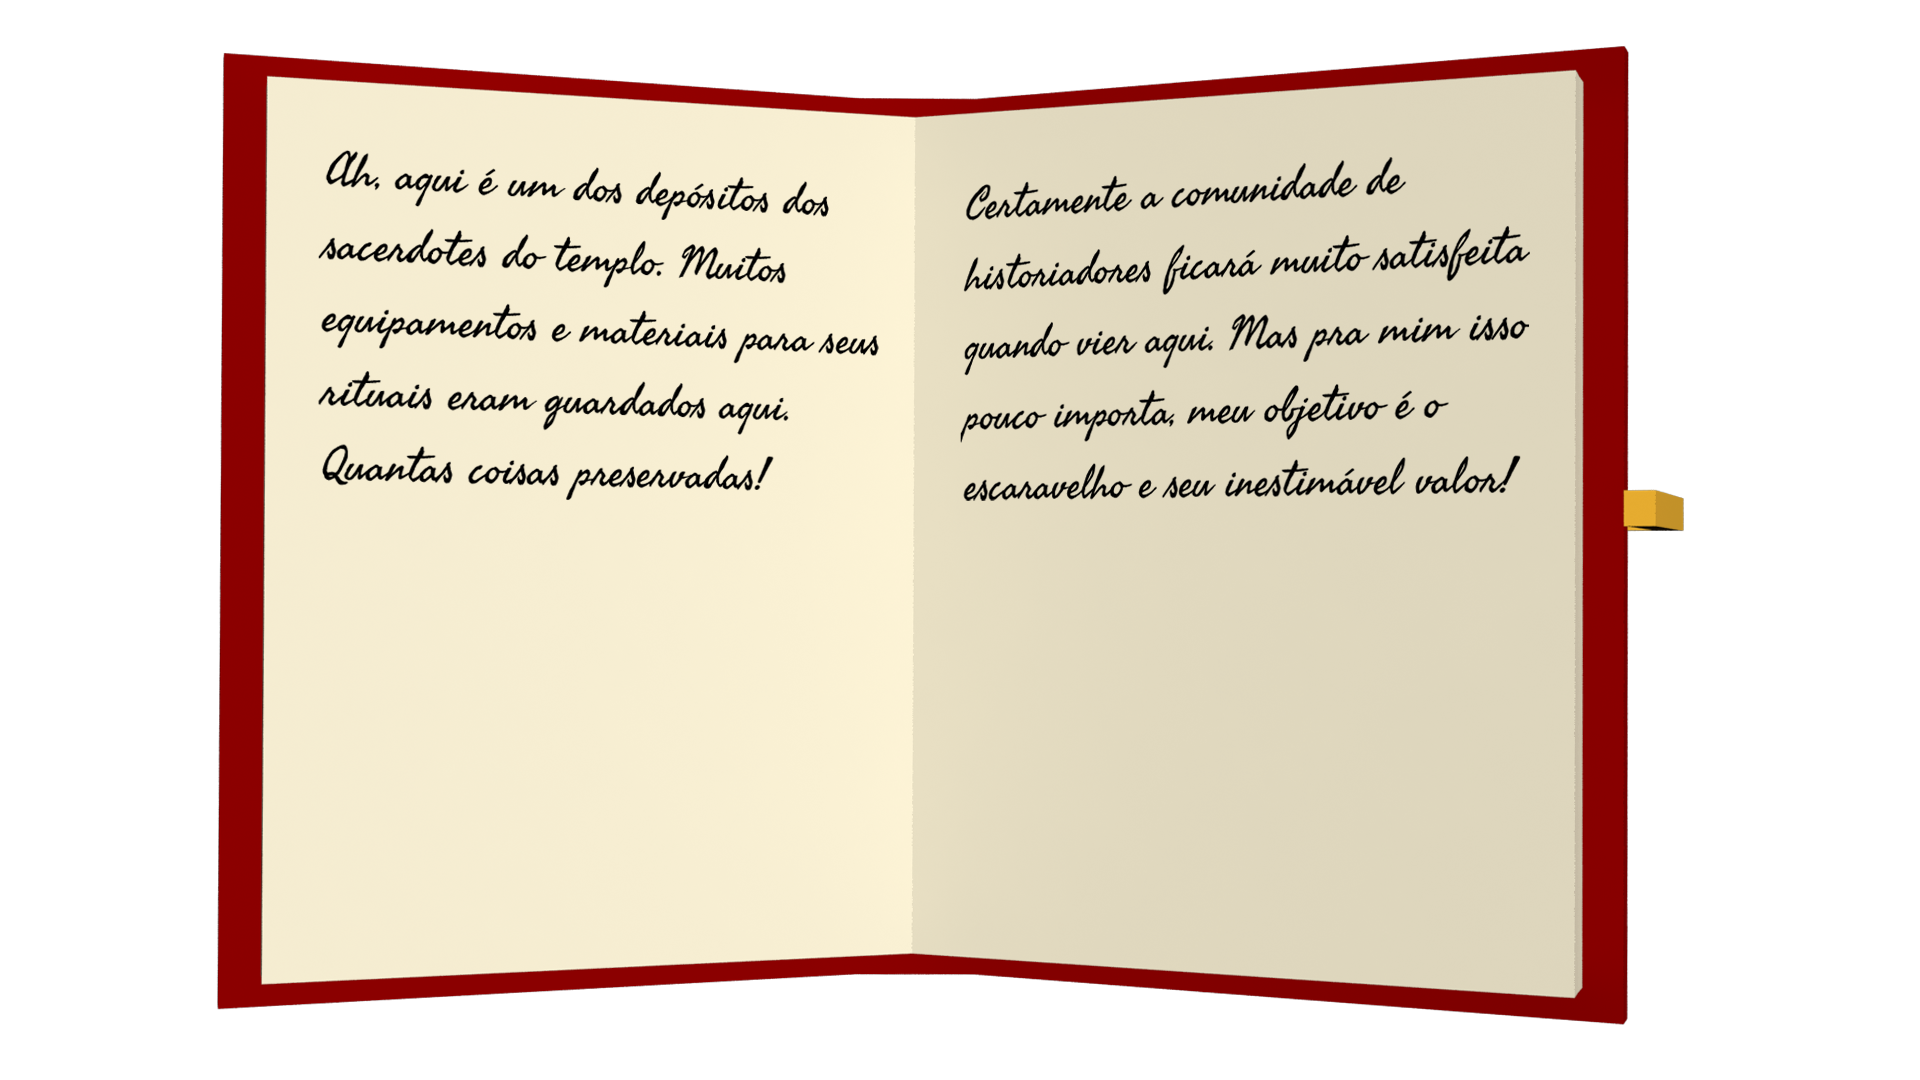 Ah, aqui é um dos depósitos dos
sacerdotes do templo. Muitos
equipamentos e materiais para seus
rituais eram guardados aqui.
Quantas coisas preservadas!
Certamente a comunidade de
historiadores ficará muito satisfeita
quando vier aqui. Mas pra mim isso
pouco importa, meu objetivo é o
escaravelho e seu inestimável valor!